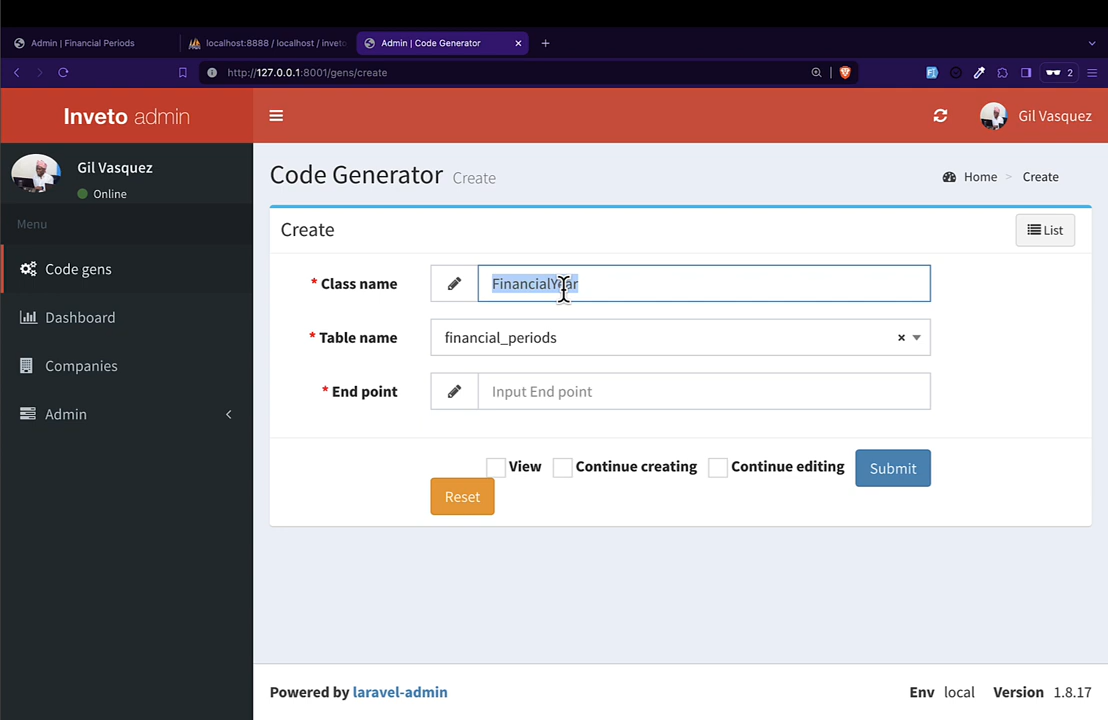 Admin | Financial Periods
localhost:8888 / localhost / inveto
Admin | Code Generator
http://127.0.0.1:8001/gens/create
2
Inveto admin
Gil Vasquez
Gil Vasquez
Online
Menu
Code gens
Dashboard
Companies
Admin
Code Generator Create
Home > Create
Create
List
* Class name
FinancialYear
* Table name
financial_periods
* End point
Input End point
View
Continue creating
Continue editing
Submit
Reset
Powered by laravel-admin
Env local Version 1.8.17